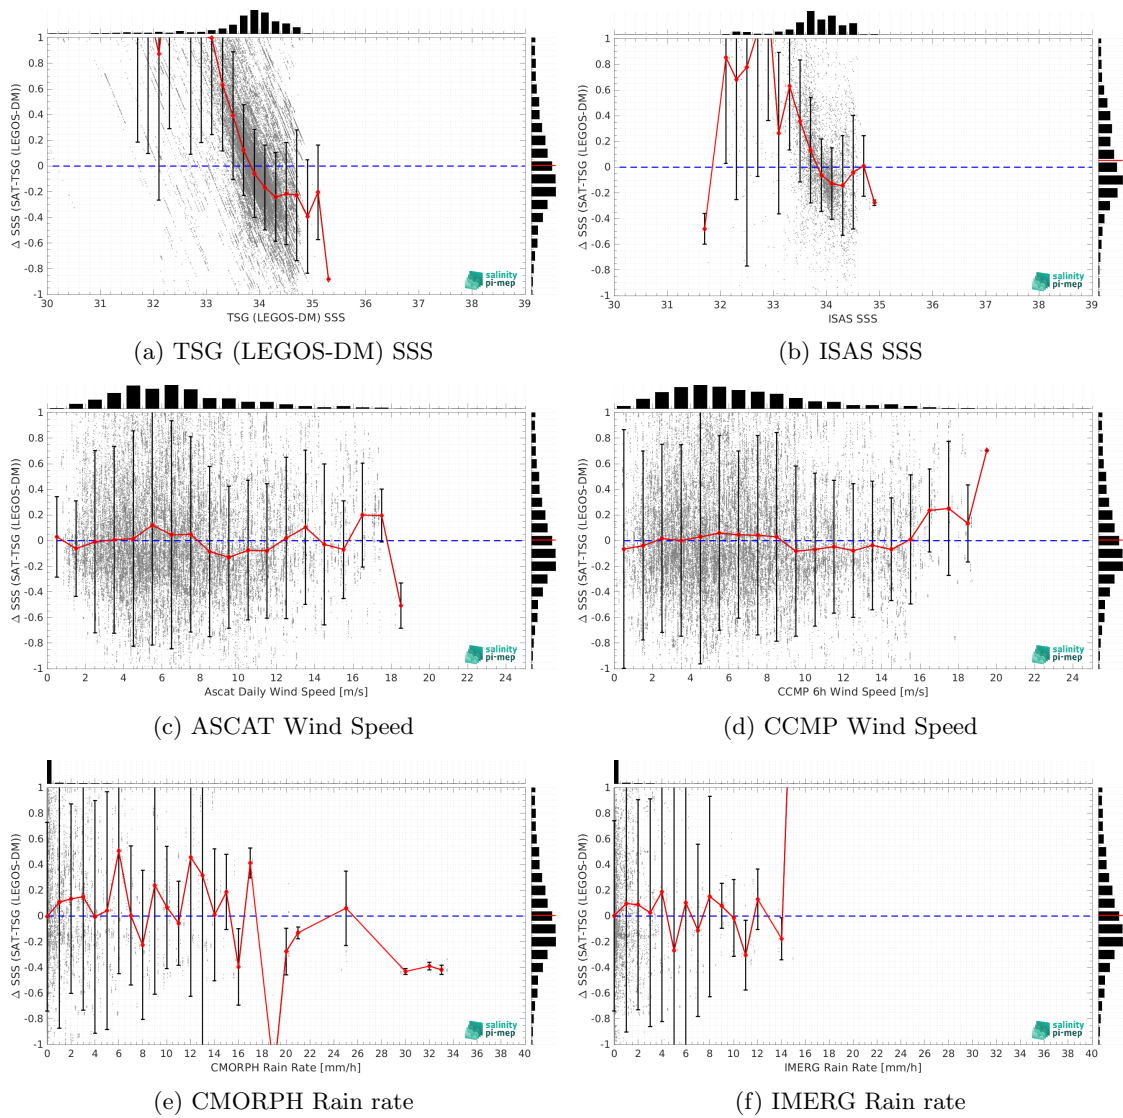 Δ SSS (SAT-TSG (LEGOS-DM))
1
0.8
0.6
0.4
0.2
0
-0.2
-0.4
-0.6
-0.8
-1
30 31 32 33 34 35 36 37 38 39
TSG (LEGOS-DM) SSS
salinity
pi-mep
(a) TSG (LEGOS-DM) SSS
Δ SSS (SAT-TSG (LEGOS-DM))
1
0.8
0.6
0.4
0.2
0
-0.2
-0.4
-0.6
-0.8
-1
30 31 32 33 34 35 36 37 38 39
ISAS SSS
salinity
pi-mep
(b) ISAS SSS
Δ SSS (SAT-TSG (LEGOS-DM))
1
0.8
0.6
0.4
0.2
0
-0.2
-0.4
-0.6
-0.8
-1
0 2 4 6 8 10 12 14 16 18 20 22 24
Ascat Daily Wind Speed [m/s]
salinity
pi-mep
(c) ASCAT Wind Speed
Δ SSS (SAT-TSG (LEGOS-DM))
1
0.8
0.6
0.4
0.2
0
-0.2
-0.4
-0.6
-0.8
-1
0 2 4 6 8 10 12 14 16 18 20 22 24
CCMP 6h Wind Speed [m/s]
salinity
pi-mep
(d) CCMP Wind Speed
Δ SSS (SAT-TSG (LEGOS-DM))
1
0.8
0.6
0.4
0.2
0
-0.2
-0.4
-0.6
-0.8
-1
0 2 4 6 8 10 12 14 16 18 20 22 24 26 28 30 32 34 36 38 40
CMORPH Rain Rate [mm/h]
salinity
pi-mep
(e) CMORPH Rain rate
Δ SSS (SAT-TSG (LEGOS-DM))
1
0.8
0.6
0.4
0.2
0
-0.2
-0.4
-0.6
-0.8
-1
0 2 4 6 8 10 12 14 16 18 20 22 24 26 28 30 32 34 36 38 40
IMERG Rain Rate [mm/h]
salinity
pi-mep
(f) IMERG Rain rate